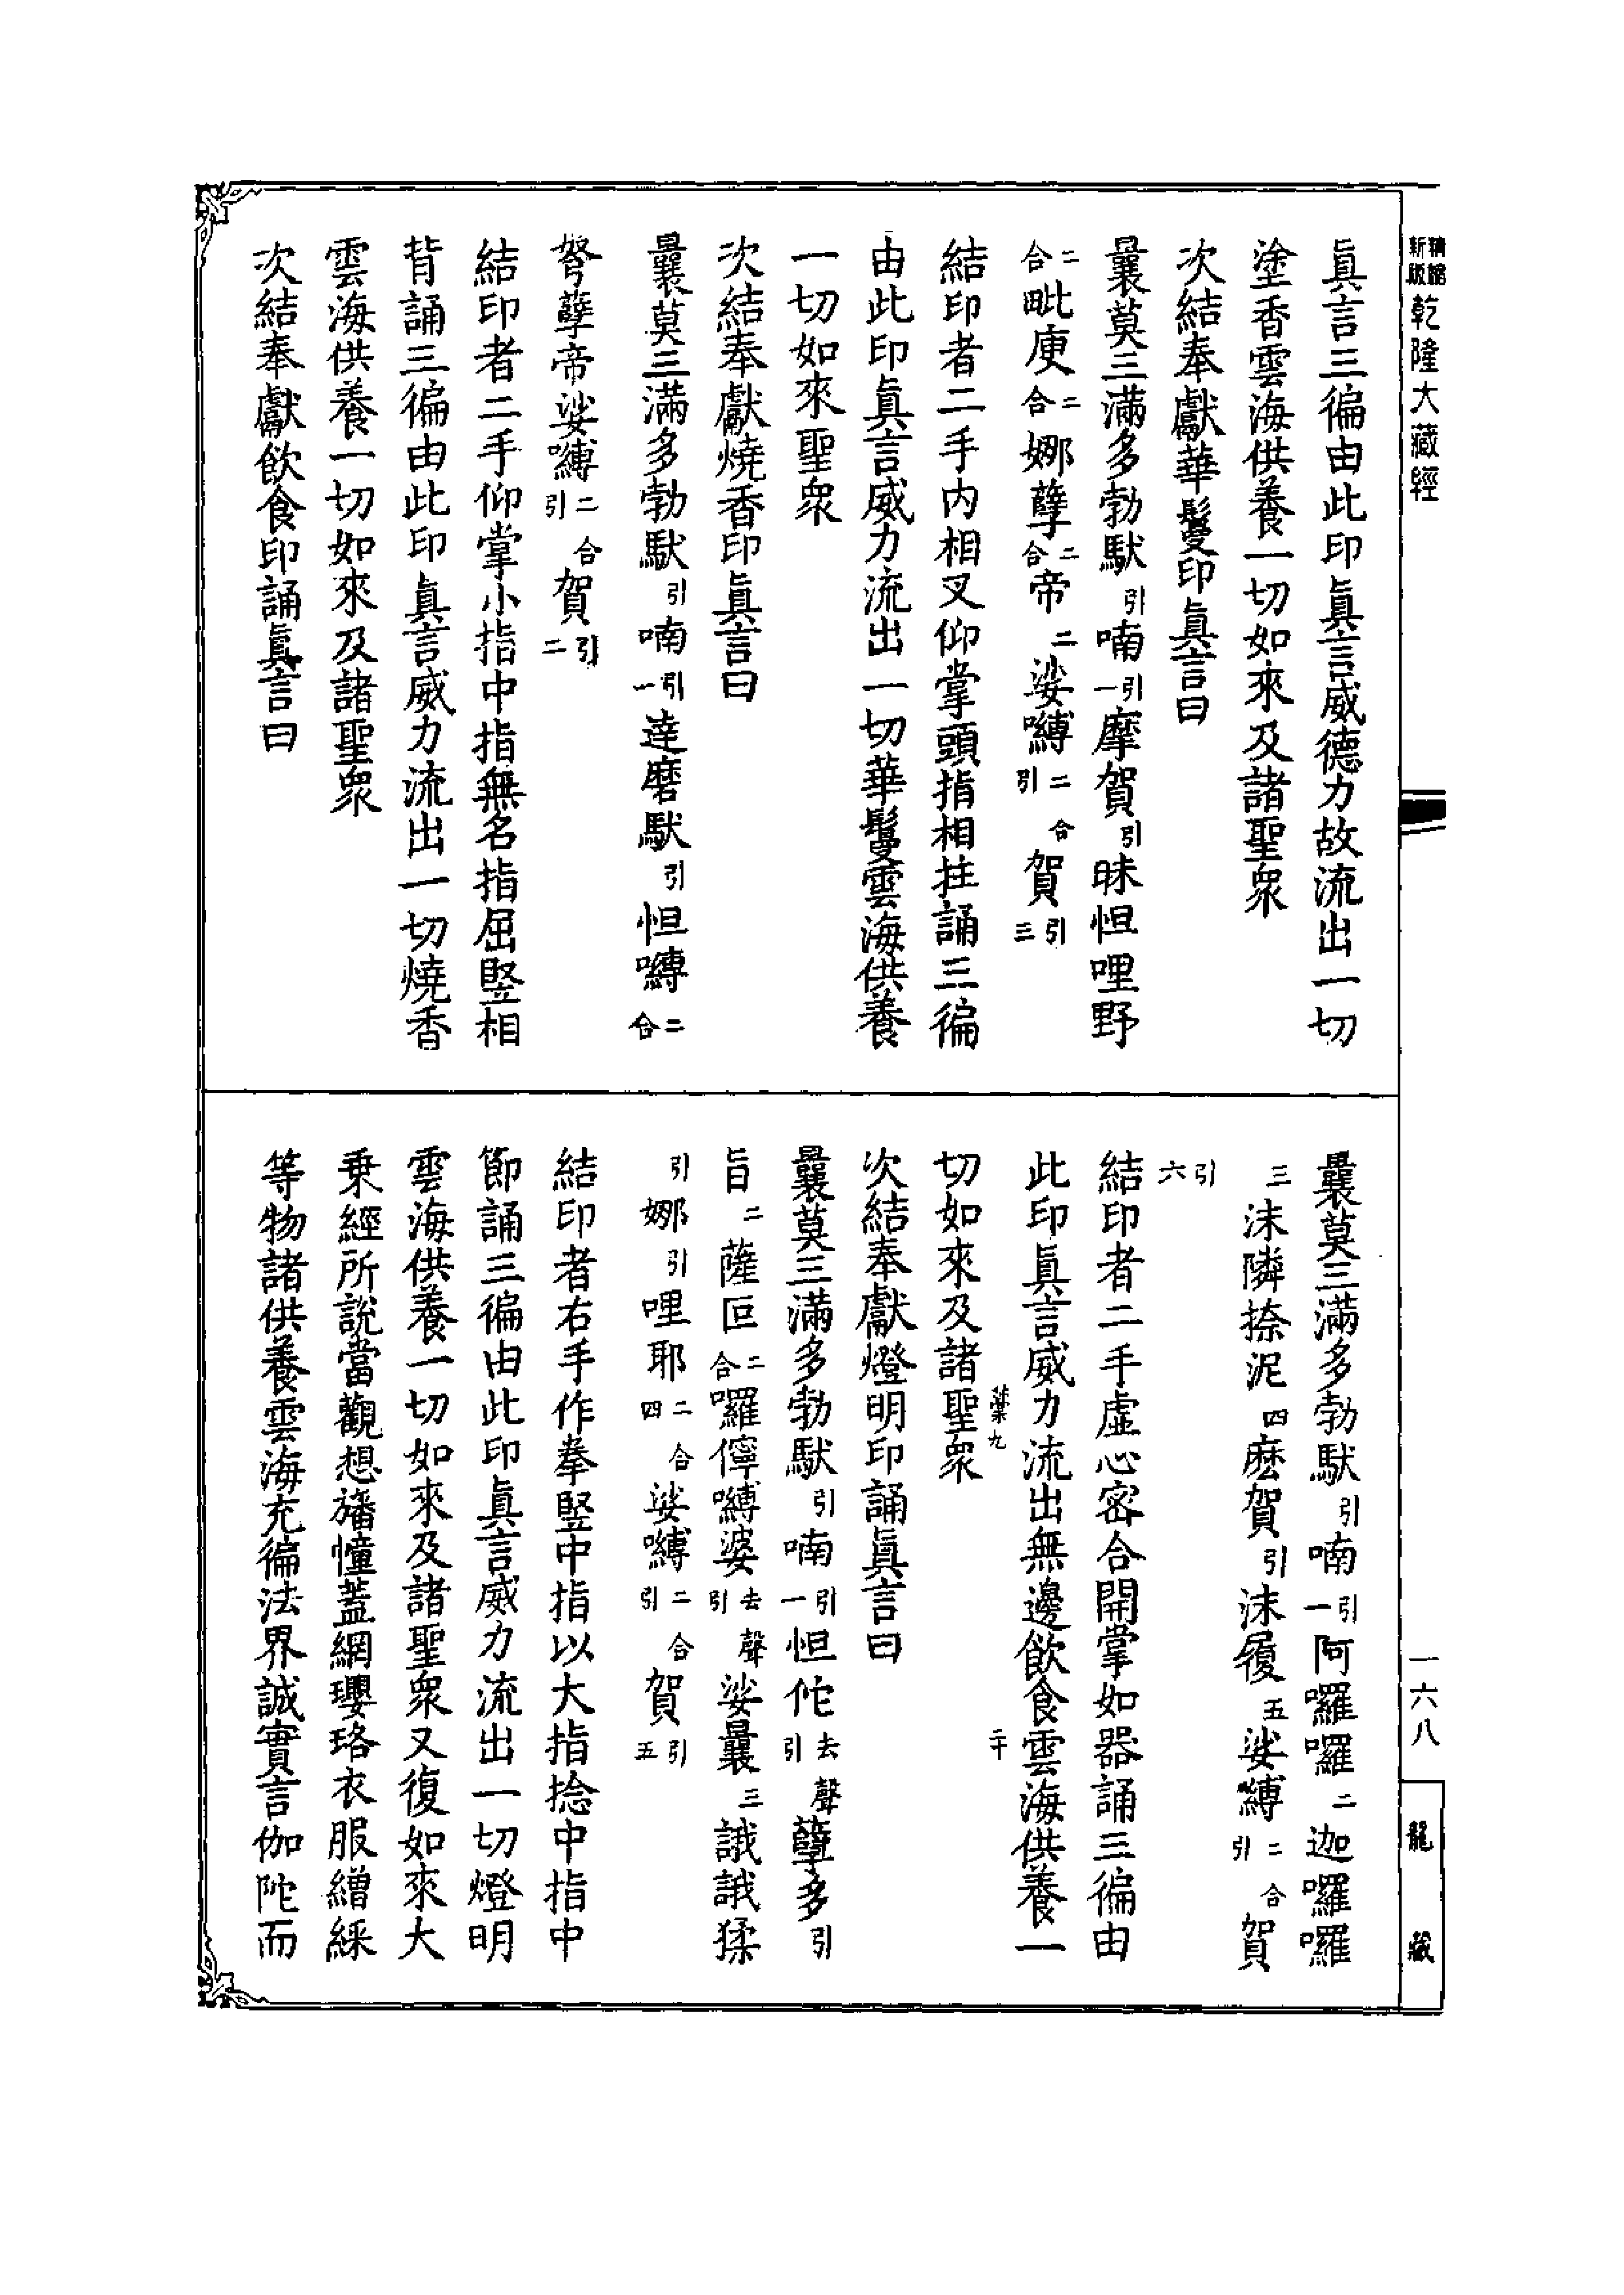 新版
精縮
乾隆大藏經
眞言三徧由此印眞言威德力故流出一切
塗香雲海供養一切如來及諸聖衆
次結奉獻華鬘印眞言曰
曩莫三滿多勃馱引喃引一摩賀引昧怛哩野
二合毗庾二合娜孽二合帝二娑嚩二合引賀引三
結印者二手內相叉仰掌頭指相拄誦三徧
由此印眞言威力流出一切華鬘雲海供養
一切如來聖衆
次結奉獻燒香印眞言曰
曩莫三滿多勃馱引喃引一達磨馱引怛嚩二合
弩孽帝娑嚩二合引賀引二
結印者二手仰掌小指中指無名指屈竪相
背誦三徧由此印眞言威力流出一切燒香
雲海供養一切如來及諸聖衆
次結奉獻飲食印誦眞言曰
曩莫三滿多勃馱引喃引一阿囉囉二迦囉囉
三沫隣捺泥四麽賀引沫履五娑嚩二合引賀
引六
結印者二手虛心密合開掌如器誦三徧由
此印眞言威力流出無邊飲食雲海供養一
切如來及諸聖衆
次結奉獻燈明印誦眞言曰
曩莫三滿多勃馱引喃引一怛佗去聲引孽多引
旨二薩叵二合囉儜嚩婆去聲引娑曩三誐誐猱
引娜引哩耶二合四娑嚩二合引賀引五
結印者右手作拳竪中指以大指捻中指中
節誦三徧由此印眞言威力流出一切燈明
雲海供養一切如來及諸聖衆又復如來大
乘經所說當觀想旛幢蓋網瓔珞衣服繒綵
等物諸供養雲海充徧法界誠實言伽陀而
一六八
龍藏